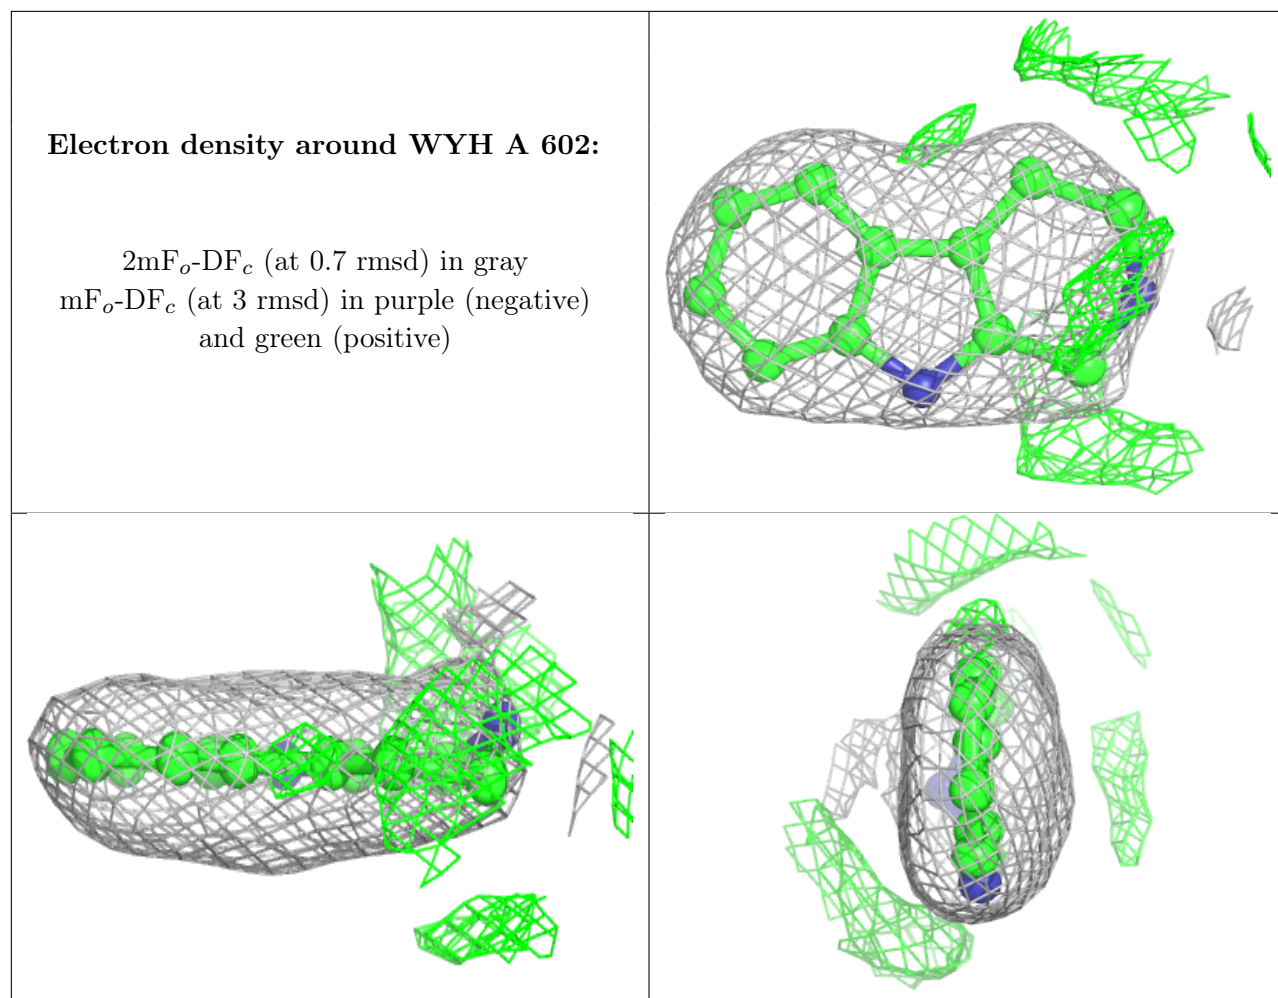 Electron density around WYH A 602:
2mFo-DFc (at 0.7 rmsd) in gray
mFo-DFc (at 3 rmsd) in purple (negative)
and green (positive)